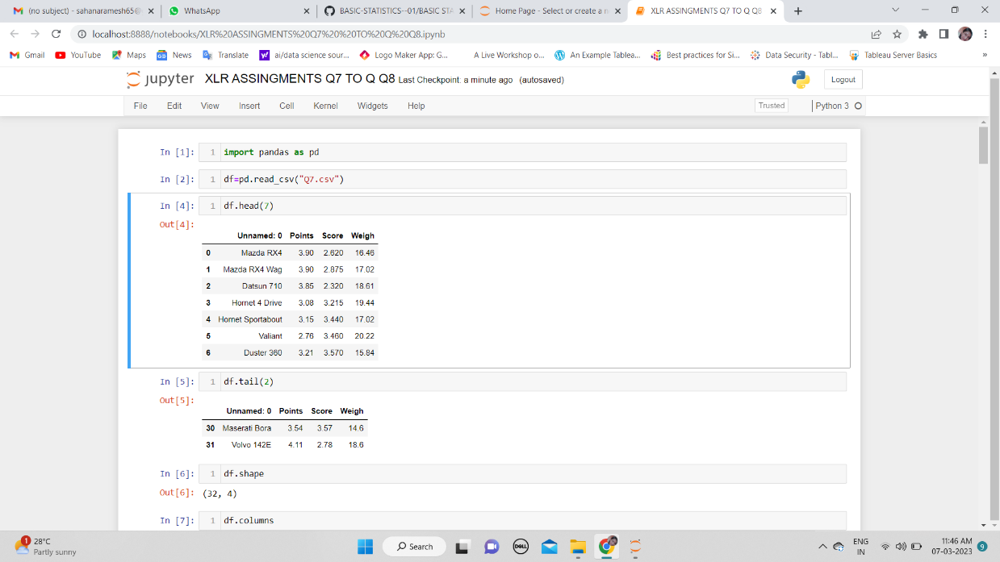 (no subject) - sahanaramesh65@
WhatsApp
BASIC-STATISTICS--01/BASIC STA
Home Page - Select or create a n
XLR ASSINGMENTS Q7 TO Q Q8
localhost:8888/notebooks/XLR%20ASSINGMENTS%20Q7%20%20TO%20Q%20Q8.ipynb
Gmail YouTube Maps News Translate ai/data science sour... Logo Maker App: G... A Live Workshop o... An Example Tablea... Best practices for Si... Data Security - Tabl... Tableau Server Basics »
jupyter XLR ASSINGMENTS Q7 TO Q Q8 Last Checkpoint: a minute ago (autosaved)
Logout
File Edit View Insert Cell Kernel Widgets Help
Trusted Python 3
In [1]: 1 import pandas as pd
In [2]: 1 df=pd.read_csv("Q7.csv")
In [4]: 1 df.head(7)
Out[4]:
Unnamed: 0 Points Score Weigh
0 Mazda RX4 3.90 2.620 16.46
1 Mazda RX4 Wag 3.90 2.875 17.02
2 Datsun 710 3.85 2.320 18.61
3 Hornet 4 Drive 3.08 3.215 19.44
4 Hornet Sportabout 3.15 3.440 17.02
5 Valiant 2.76 3.460 20.22
6 Duster 360 3.21 3.570 15.84
In [5]: 1 df.tail(2)
Out[5]:
Unnamed: 0 Points Score Weigh
30 Maserati Bora 3.54 3.57 14.6
31 Volvo 142E 4.11 2.78 18.6
In [6]: 1 df.shape
Out[6]: (32, 4)
In [7]: 1 df.columns
1 28°C
Partly sunny
Search
DELL
ENG
IN
11:46 AM
07-03-2023
9